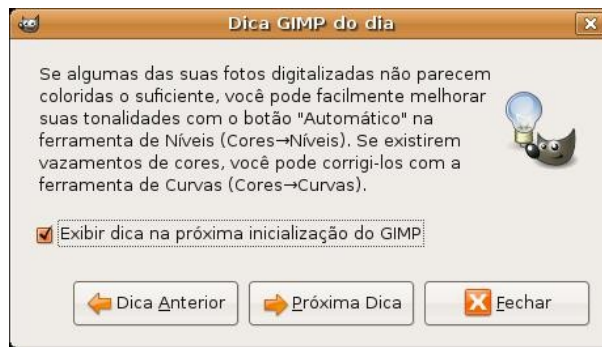 Dica GIMP do dia
Se algumas das suas fotos digitalizadas não parecem
coloridas o suficiente, você pode facilmente melhorar
suas tonalidades com o botão "Automático" na
ferramenta de Níveis (Cores→Níveis). Se existirem
vazamentos de cores, você pode corrigi-los com a
ferramenta de Curvas (Cores→Curvas).
Exibir dica na próxima inicialização do GIMP
Dica Anterior Próxima Dica Fechar